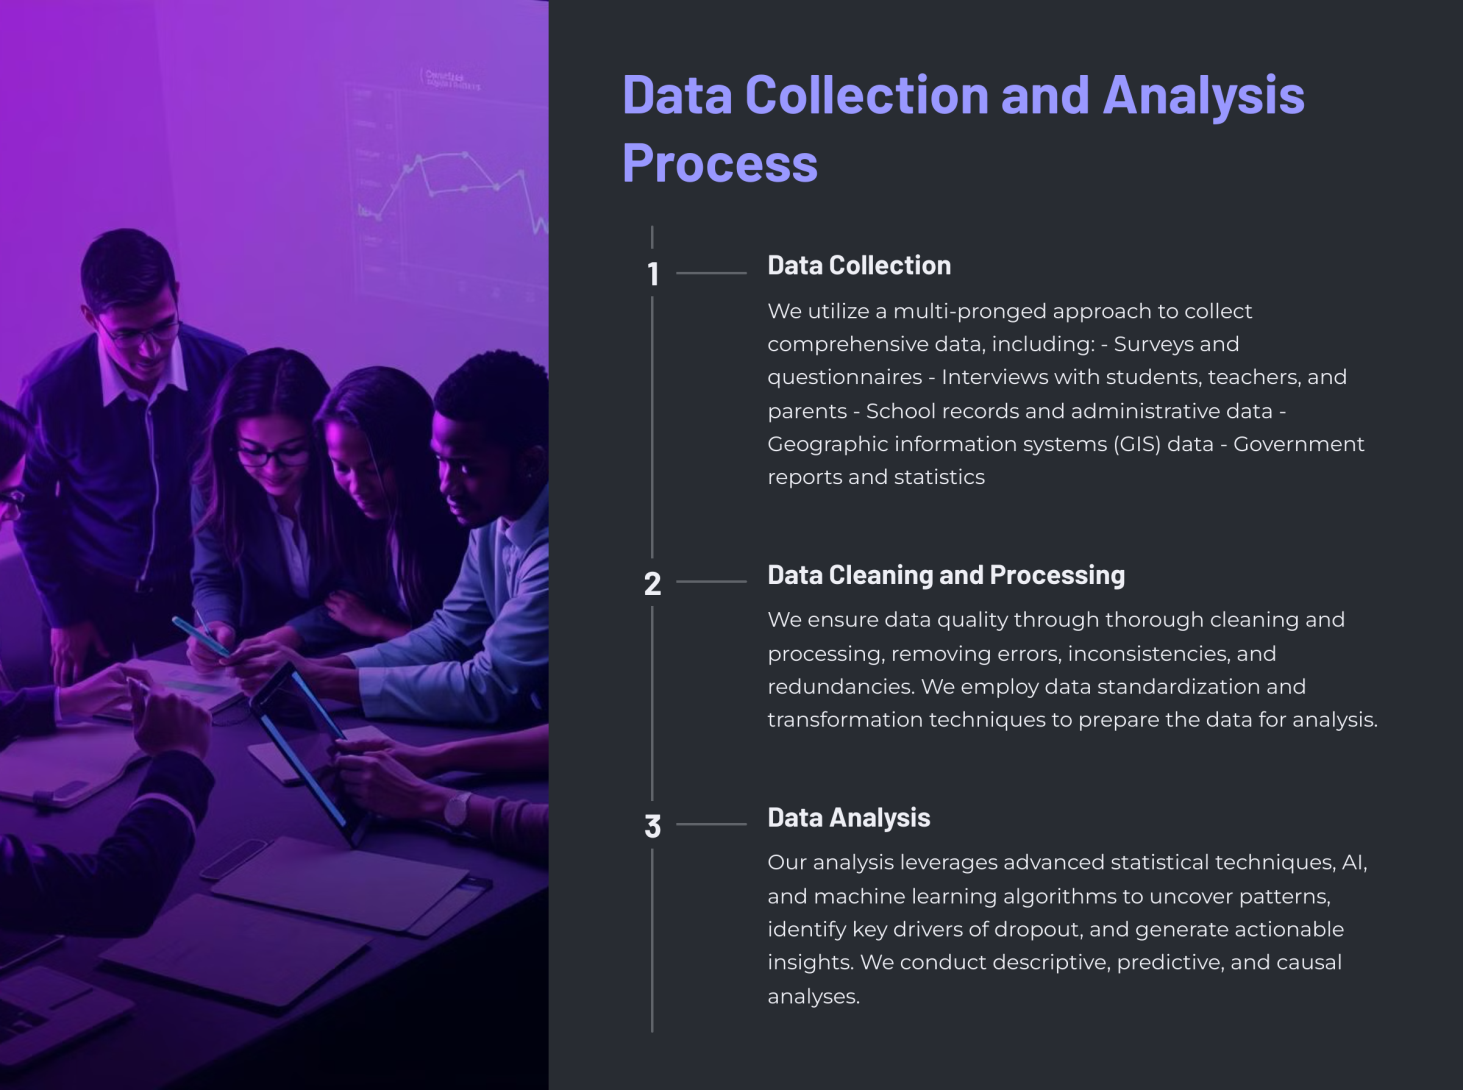 Data Collection and Analysis
Process
1
Data Collection
We utilize a multi-pronged approach to collect
comprehensive data, including: - Surveys and
questionnaires - Interviews with students, teachers, and
parents - School records and administrative data -
Geographic information systems (GIS) data - Government
reports and statistics
2
Data Cleaning and Processing
We ensure data quality through thorough cleaning and
processing, removing errors, inconsistencies, and
redundancies. We employ data standardization and
transformation techniques to prepare the data for analysis.
3
Data Analysis
Our analysis leverages advanced statistical techniques, AI,
and machine learning algorithms to uncover patterns,
identify key drivers of dropout, and generate actionable
insights. We conduct descriptive, predictive, and causal
analyses.